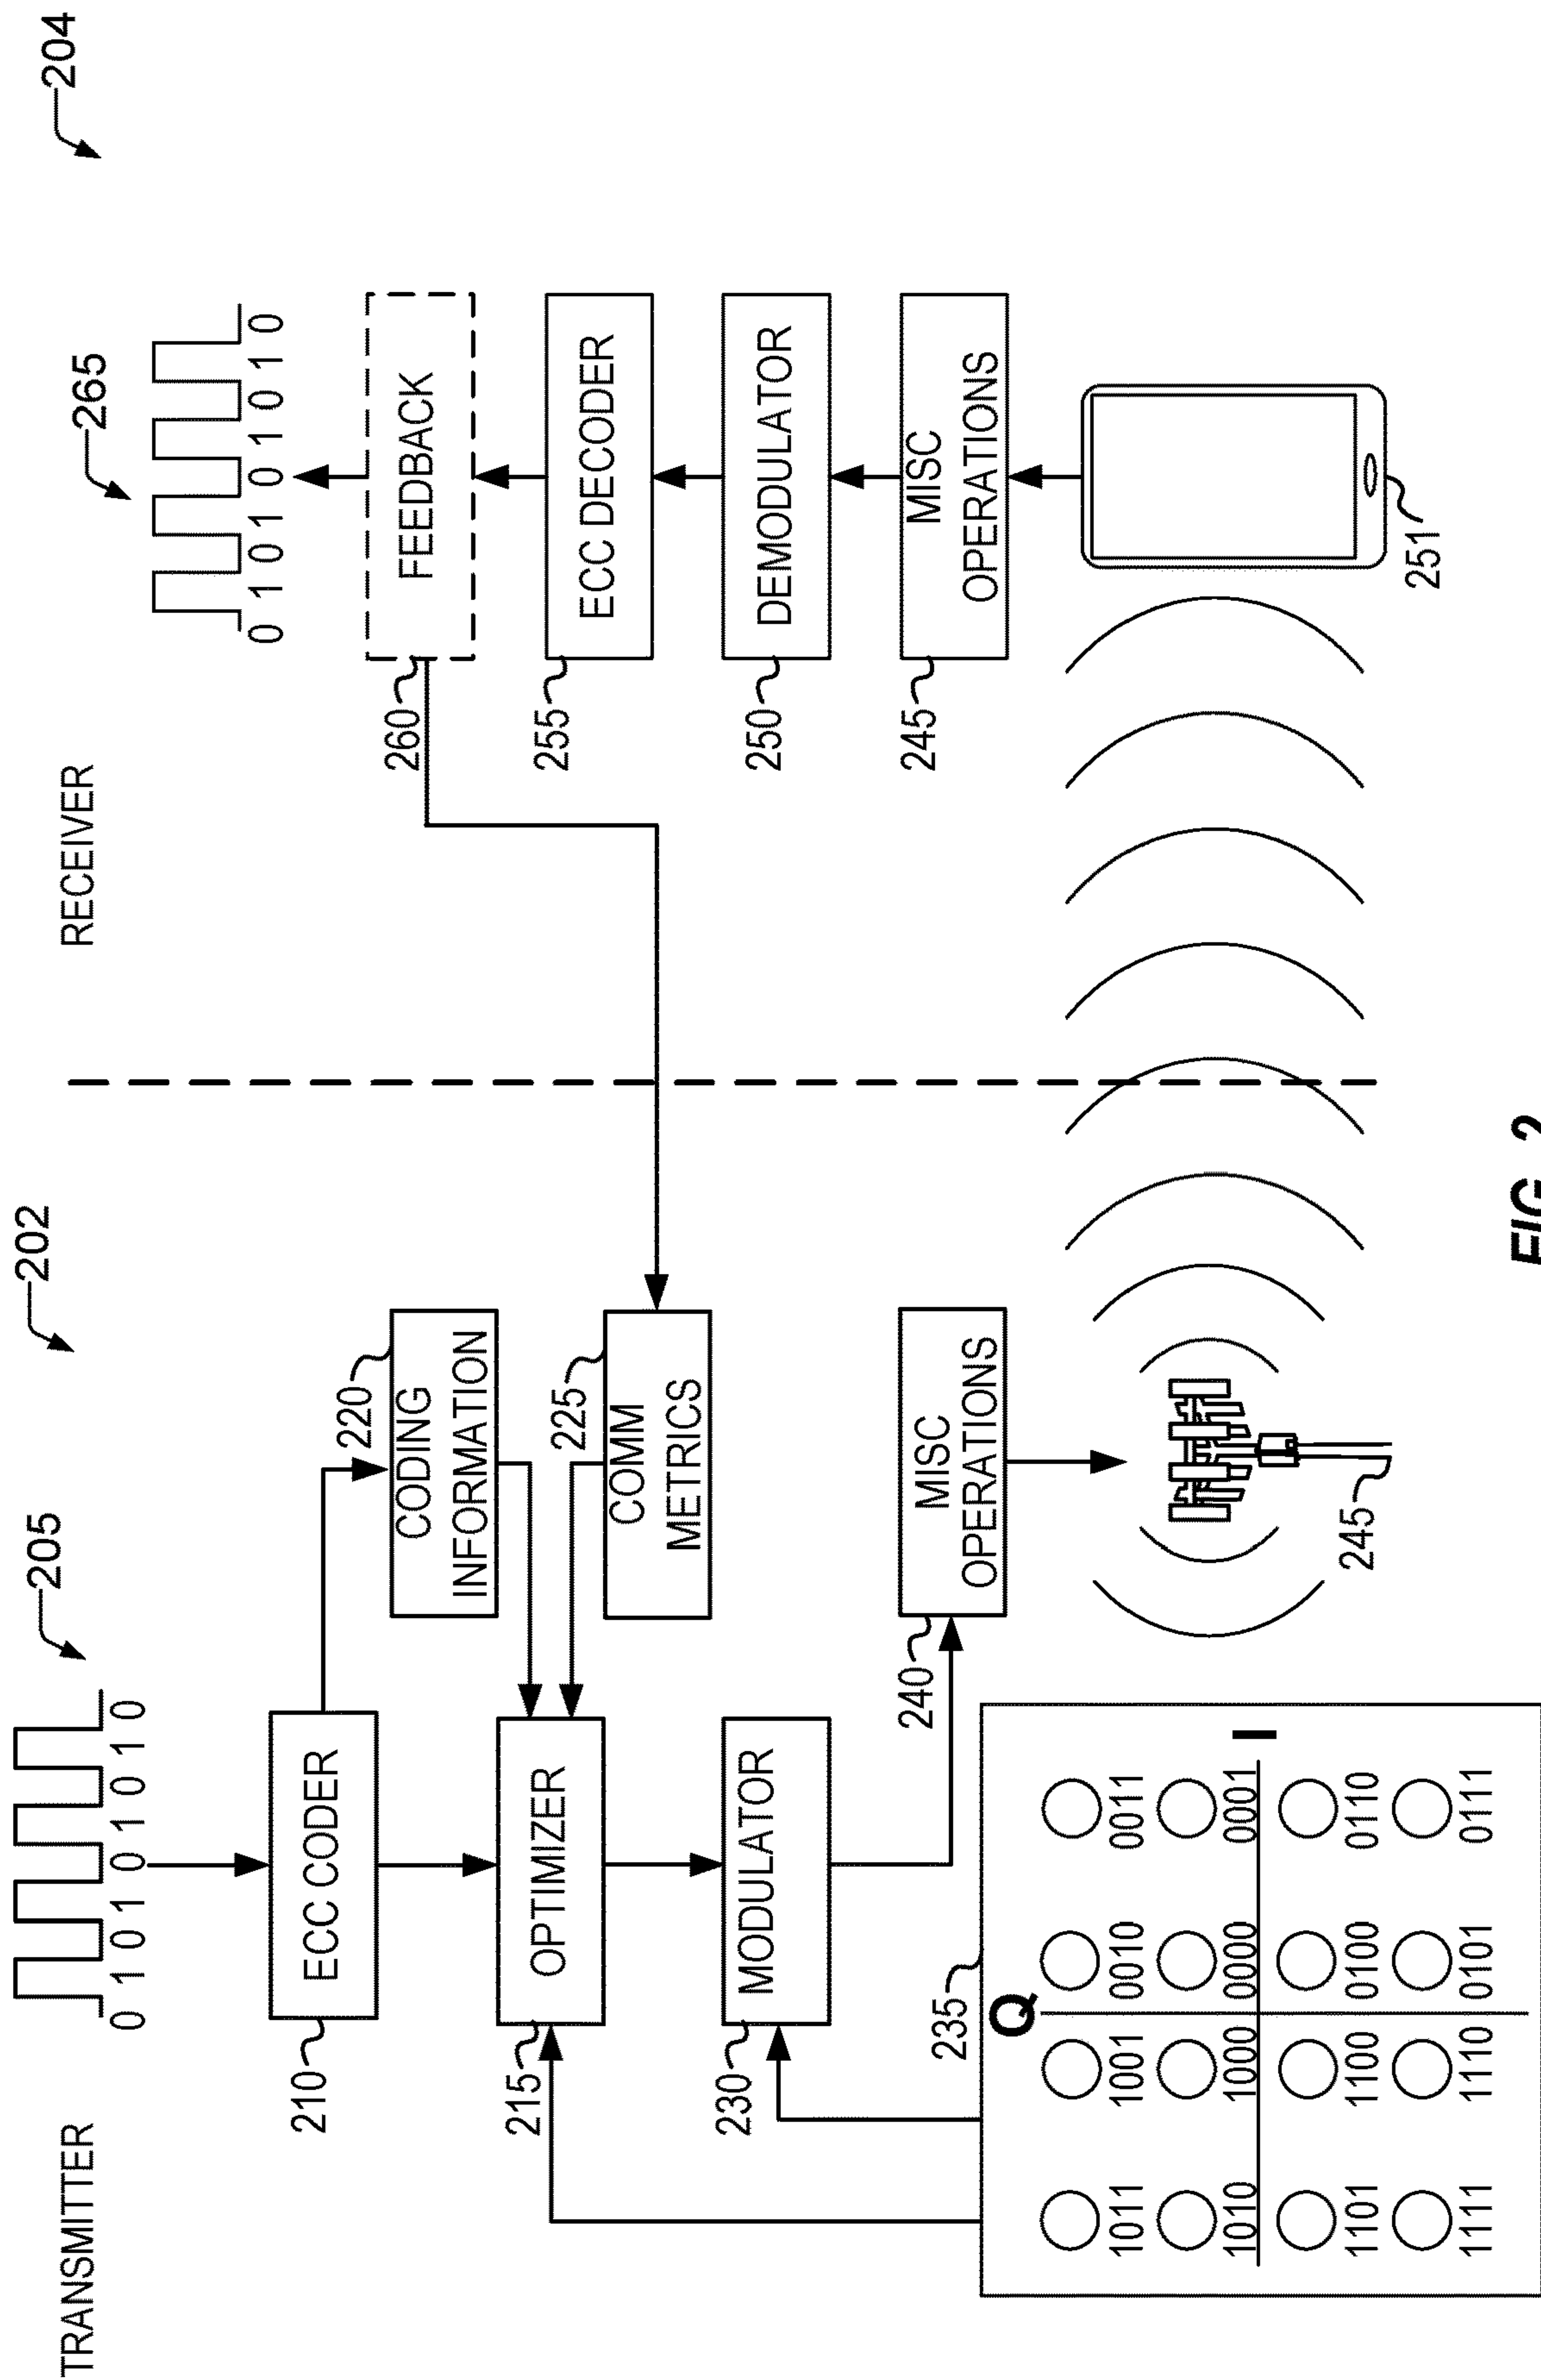 TRANSMITTER
202
205
0 1 0 1 0 1 0 1 0
ECC CODER
210
220
CODING
INFORMATION
OPTIMIZER
215
225
COMM
METRICS
MODULATOR
230
240
MISC
OPERATIONS
235
Q
I
1011 1001 0010 0011
1010 1000 0000 0001
1101 1100 0100 0110
1111 1110 0101 0111
245
RECEIVER
204
265
0 1 0 1 0 1 0 1 0
FEEDBACK
260
ECC DECODER
255
DEMODULATOR
250
MISC
OPERATIONS
245
251
FIG. 2